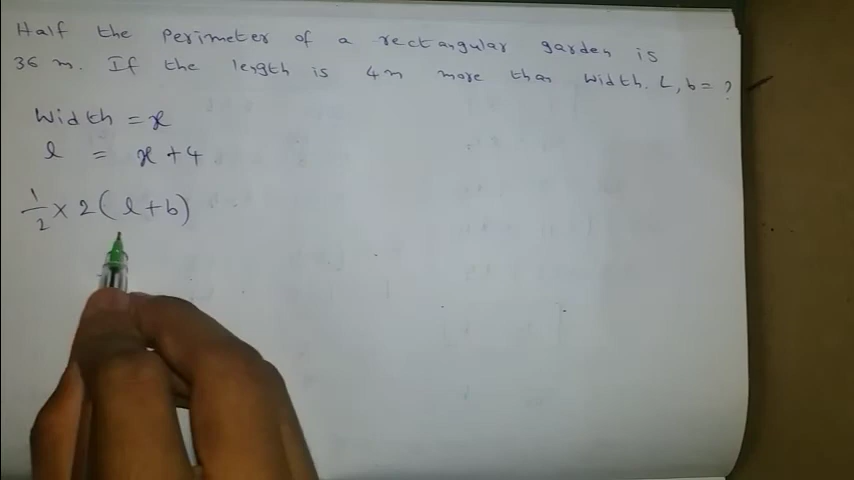 Half the perimeter of a rectangular garden is
36 m. If the length is 4m more than width. L, b = ?
Width = x
l = x + 4
1/2 × 2 ( l + b )